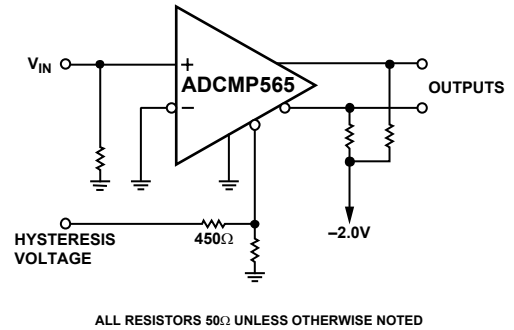 V_IN
+
ADCMP565
−
OUTPUTS
−2.0V
450Ω
HYSTERESIS
VOLTAGE
ALL RESISTORS 50Ω UNLESS OTHERWISE NOTED